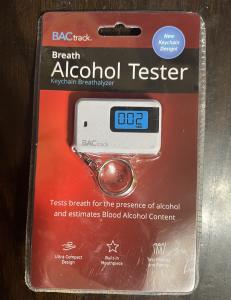 BACtrack.
New
Keychain
Design!
Breath
Alcohol Tester
Keychain Breathalyzer
0.02
BACtrack
Tests breath for the presence of alcohol
and estimates Blood Alcohol Content
Ultra Compact
Design
Built-in
Mouthpiece